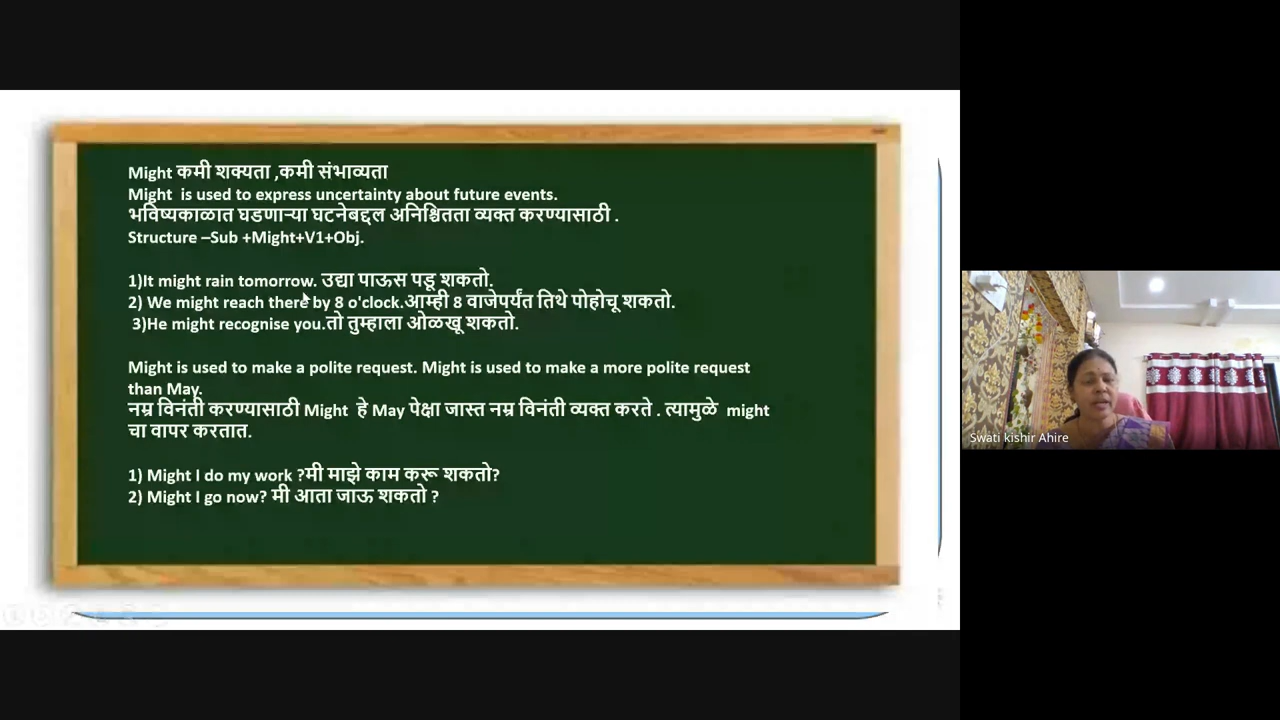 Might कमी शक्यता ,कमी संभाव्यता
Might is used to express uncertainty about future events.
भविष्यकाळात घडणाऱ्या घटनेबद्दल अनिश्चितता व्यक्त करण्यासाठी .
Structure –Sub +Might+V1+Obj.
1)It might rain tomorrow. उद्या पाऊस पडू शकतो.
2) We might reach there by 8 o'clock.आम्ही 8 वाजेपर्यंत तिथे पोहोचू शकतो.
3)He might recognise you.तो तुम्हाला ओळखू शकतो.
Might is used to make a polite request. Might is used to make a more polite request
than May.
नम्र विनंती करण्यासाठी Might हे May पेक्षा जास्त नम्र विनंती व्यक्त करते . त्यामुळे might
चा वापर करतात.
1) Might I do my work ?मी माझे काम करू शकतो?
2) Might I go now? मी आता जाऊ शकतो ?
Swati kishir Ahire